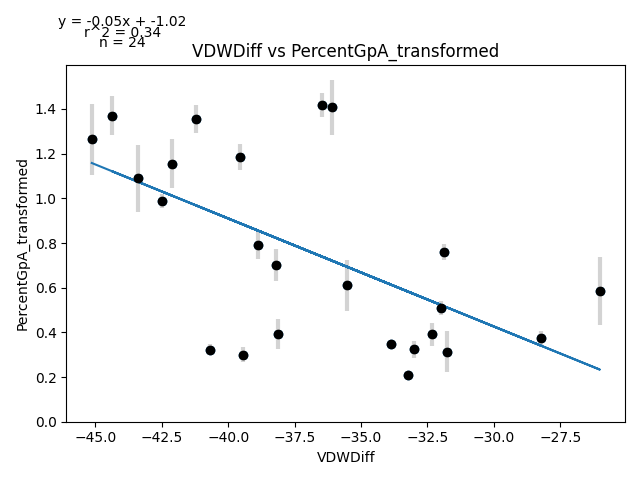 y = -0.05x + -1.02
r^2 = 0.34
n = 24
VDWDiff vs PercentGpA_transformed
PercentGpA_transformed
1.4
1.2
1.0
0.8
0.6
0.4
0.2
0.0
−45.0 −42.5 −40.0 −37.5 −35.0 −32.5 −30.0 −27.5
VDWDiff